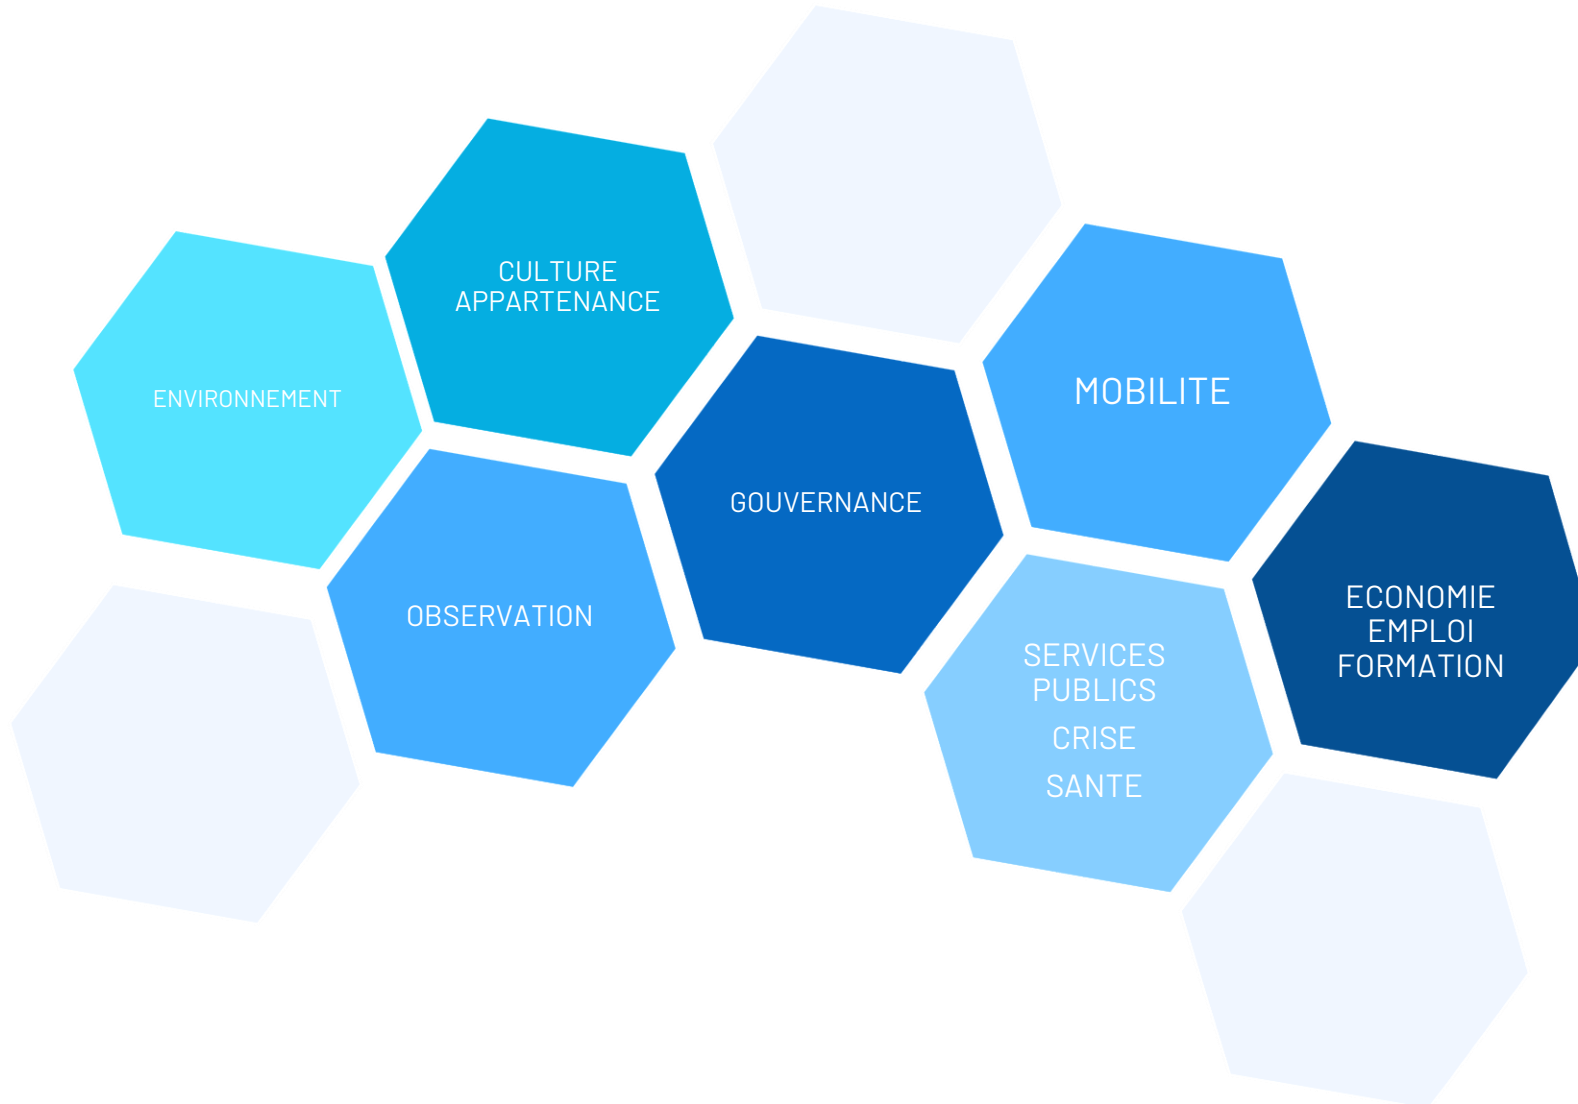 CULTURE
APPARTENANCE
ENVIRONNEMENT
MOBILITE
GOUVERNANCE
OBSERVATION
ECONOMIE
EMPLOI
FORMATION
SERVICES
PUBLICS
CRISE
SANTE